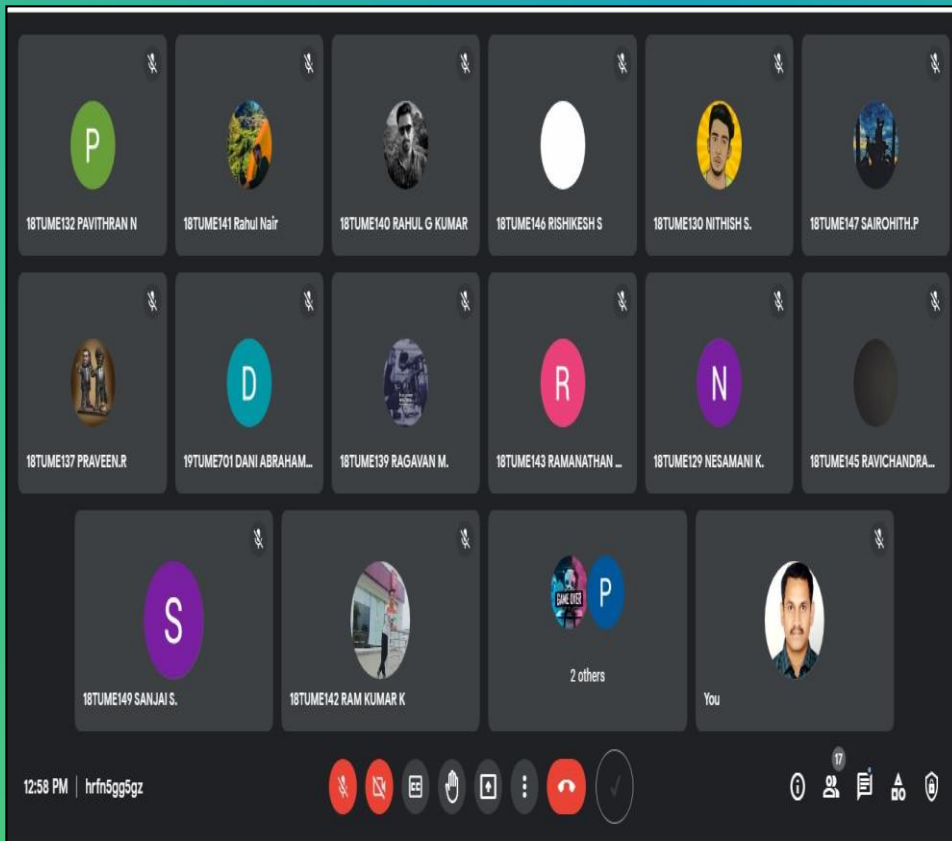 P
18TUME132 PAVITHRAN N
18TUME141 Rahul Nair
18TUME140 RAHUL G KUMAR
18TUME146 RISHIKESH S
18TUME130 NITHISH S.
18TUME147 SAIROHITH.P
18TUME137 PRAVEEN.R
D
19TUME701 DANI ABRAHAM...
18TUME139 RAGAVAN M.
R
18TUME143 RAMANATHAN ...
N
18TUME129 NESAMANI K.
18TUME145 RAVICHANDRA...
S
18TUME149 SANJAI S.
18TUME142 RAM KUMAR K
GAME OVER
P
2 others
You
12:58 PM | hrfn5gg5gz
CC
17